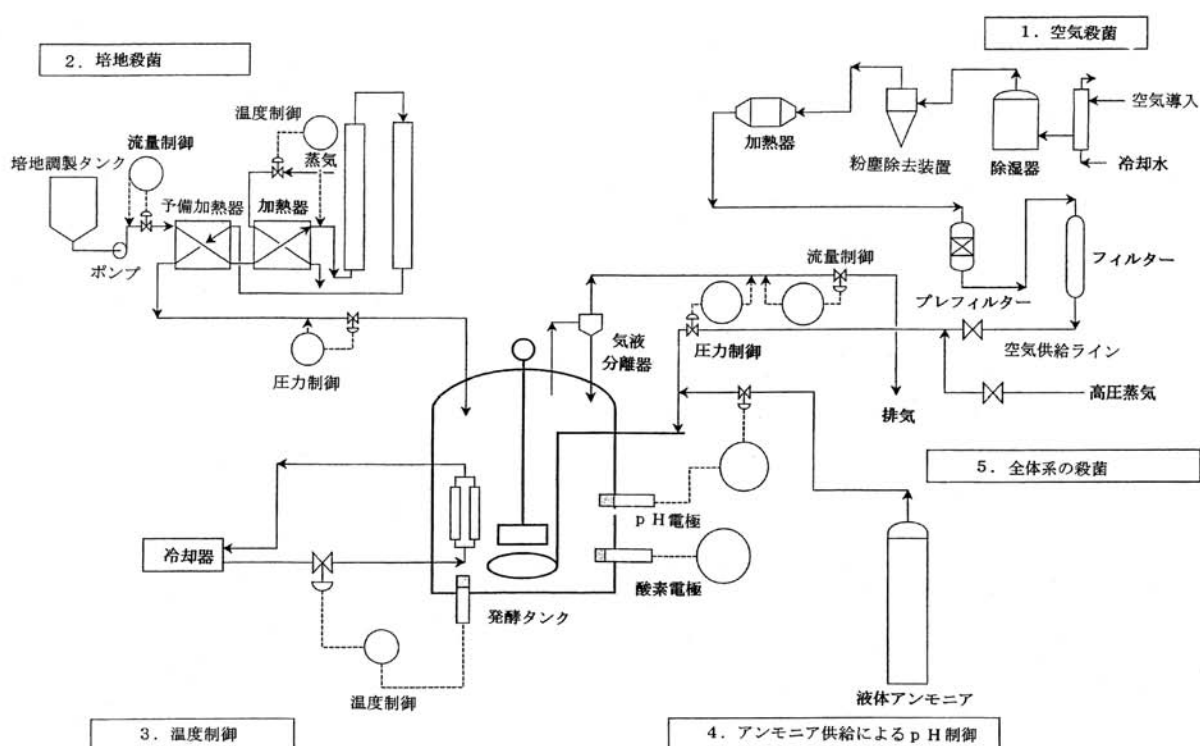 1. 空気殺菌
2. 培地殺菌
温度制御
蒸気
流量制御
培地調製タンク
予備加熱器
加熱器
ポンプ
圧力制御
加熱器
粉塵除去装置
除湿器
空気導入
冷却水
プレフィルター
フィルター
流量制御
圧力制御
空気供給ライン
気液
分離器
排気
高圧蒸気
5. 全体系の殺菌
pH電極
酸素電極
冷却器
発酵タンク
温度制御
液体アンモニア
3. 温度制御
4. アンモニア供給によるpH制御